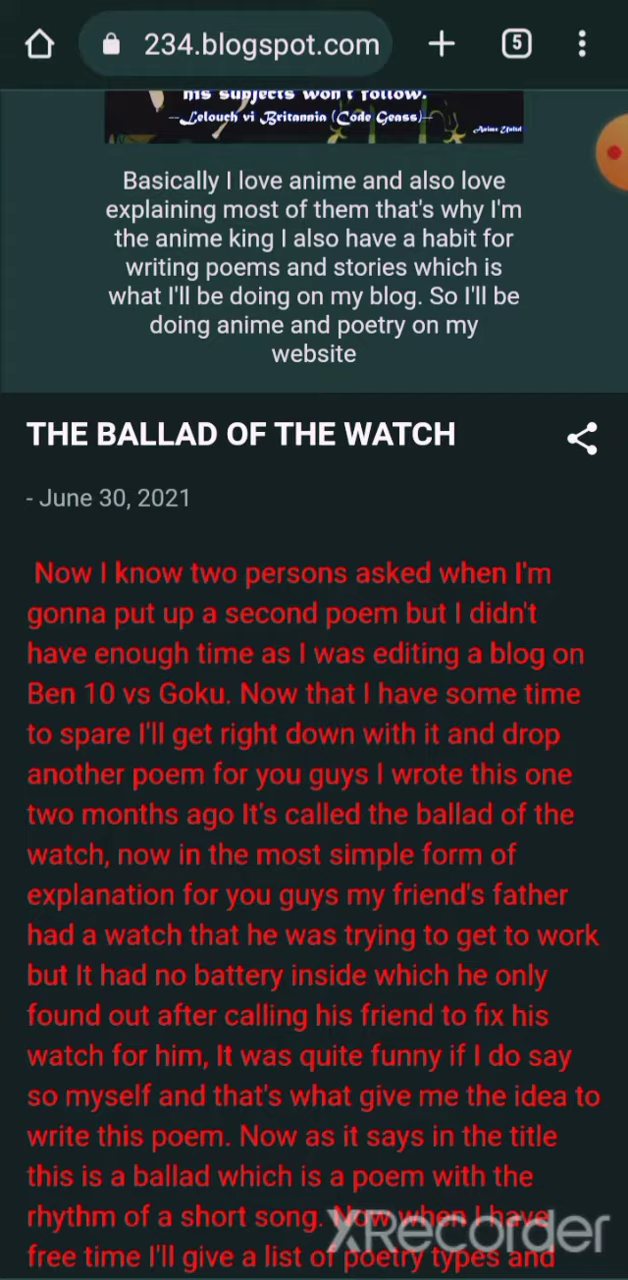 234.blogspot.com
5
his subjects won't follow.
--Lelouch vi Britannia (Code Geass)--
Anime United
Basically I love anime and also love
explaining most of them that's why I'm
the anime king I also have a habit for
writing poems and stories which is
what I'll be doing on my blog. So I'll be
doing anime and poetry on my
website
THE BALLAD OF THE WATCH
- June 30, 2021
Now I know two persons asked when I'm
gonna put up a second poem but I didn't
have enough time as I was editing a blog on
Ben 10 vs Goku. Now that I have some time
to spare I'll get right down with it and drop
another poem for you guys I wrote this one
two months ago It's called the ballad of the
watch, now in the most simple form of
explanation for you guys my friend's father
had a watch that he was trying to get to work
but It had no battery inside which he only
found out after calling his friend to fix his
watch for him, It was quite funny if I do say
so myself and that's what give me the idea to
write this poem. Now as it says in the title
this is a ballad which is a poem with the
rhythm of a short song. Now when I have
free time I'll give a list of poetry types and
XRecorder